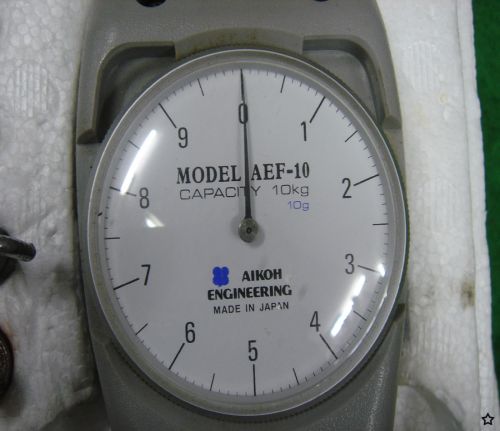 0
1
2
3
4
5
6
7
8
9
MODEL AEF-10
CAPACITY 10kg
10g
AIKOH
ENGINEERING
MADE IN JAPAN